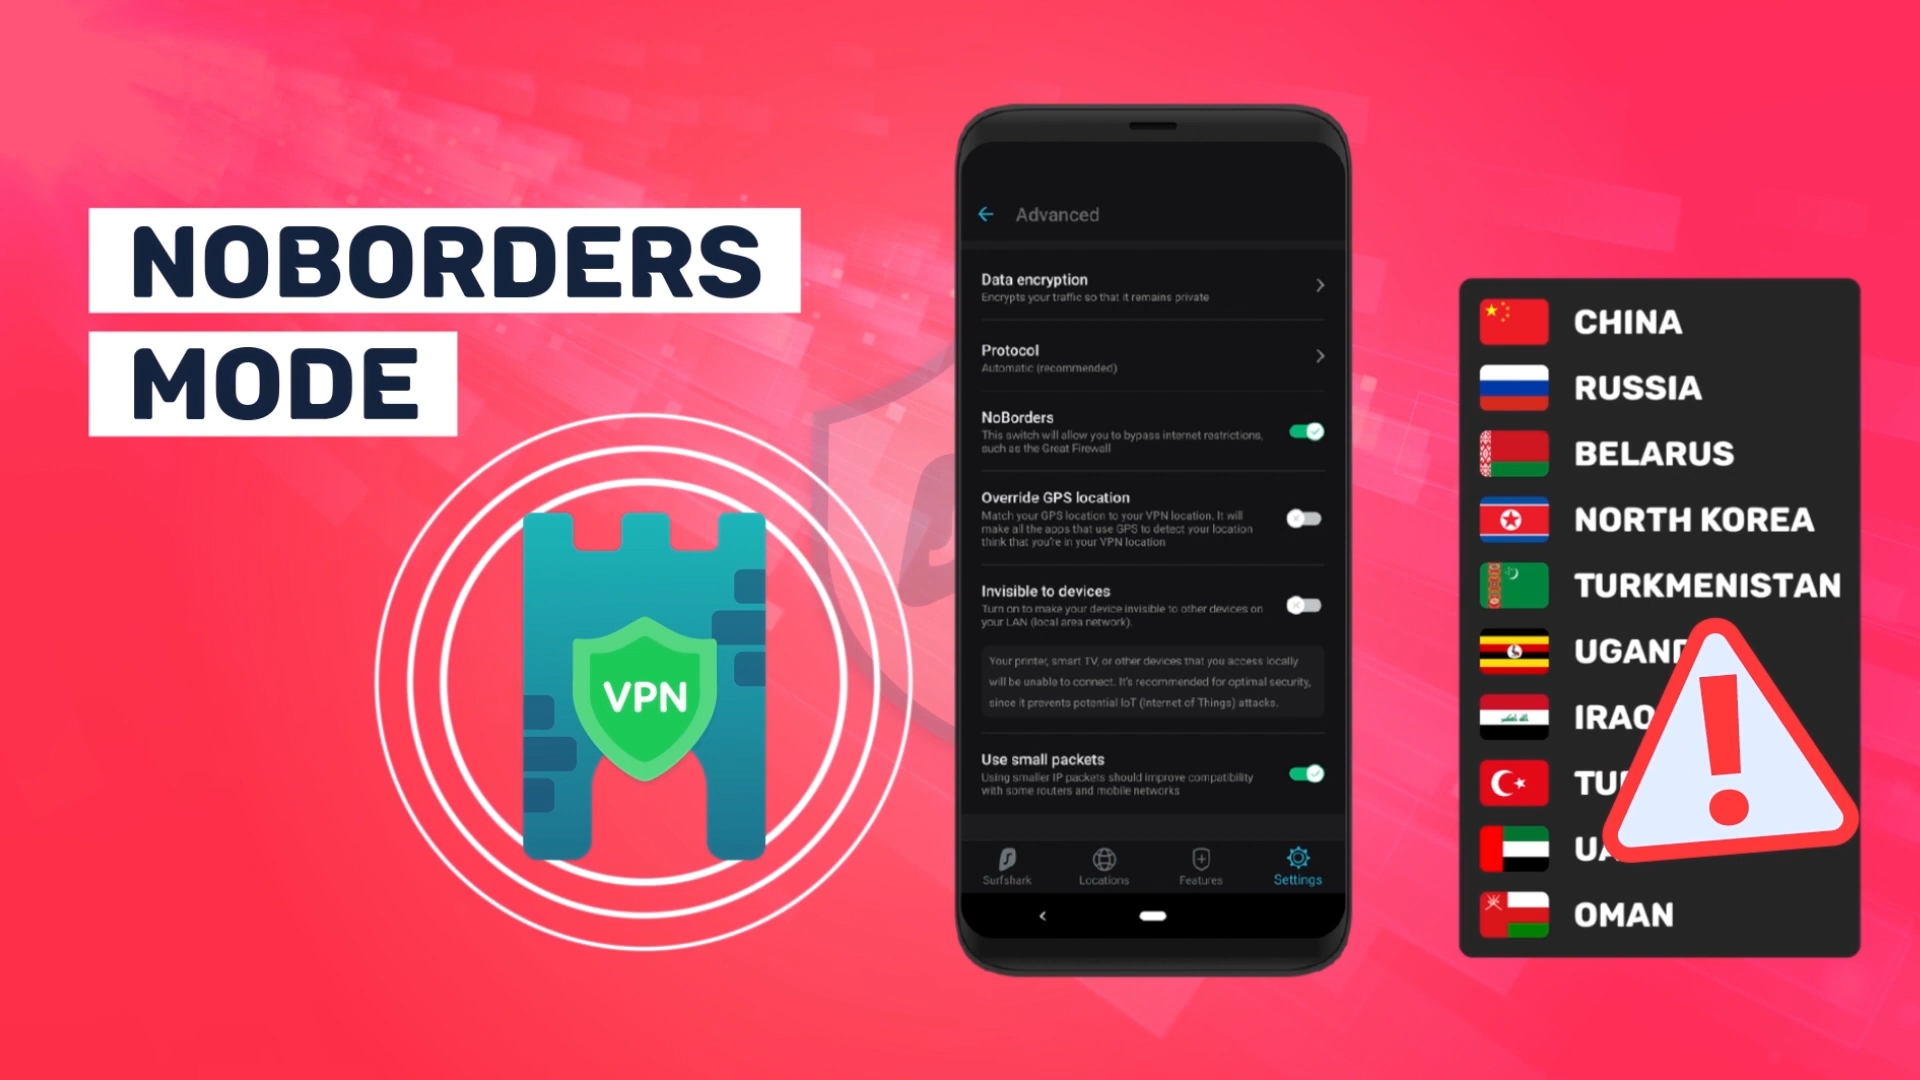 NOBORDERS
MODE
VPN
Advanced
Data encryption
Encrypts your traffic so that it remains private
Protocol
Automatic (recommended)
NoBorders
This switch will allow you to bypass internet restrictions,
such as the Great Firewall
Override GPS location
Match your GPS location to your VPN location. It will
make all the apps that use GPS to detect your location
think that you're in your VPN location
Invisible to devices
Turn on to make your device invisible to other devices on
your LAN (local area network).
Your printer, smart TV, or other devices that you access locally
will be unable to connect. It's recommended for optimal security,
since it prevents potential IoT (Internet of Things) attacks.
Use small packets
Using smaller IP packets should improve compatibility
with some routers and mobile networks
Surfshark
Locations
Features
Settings
CHINA
RUSSIA
BELARUS
NORTH KOREA
TURKMENISTAN
OMAN